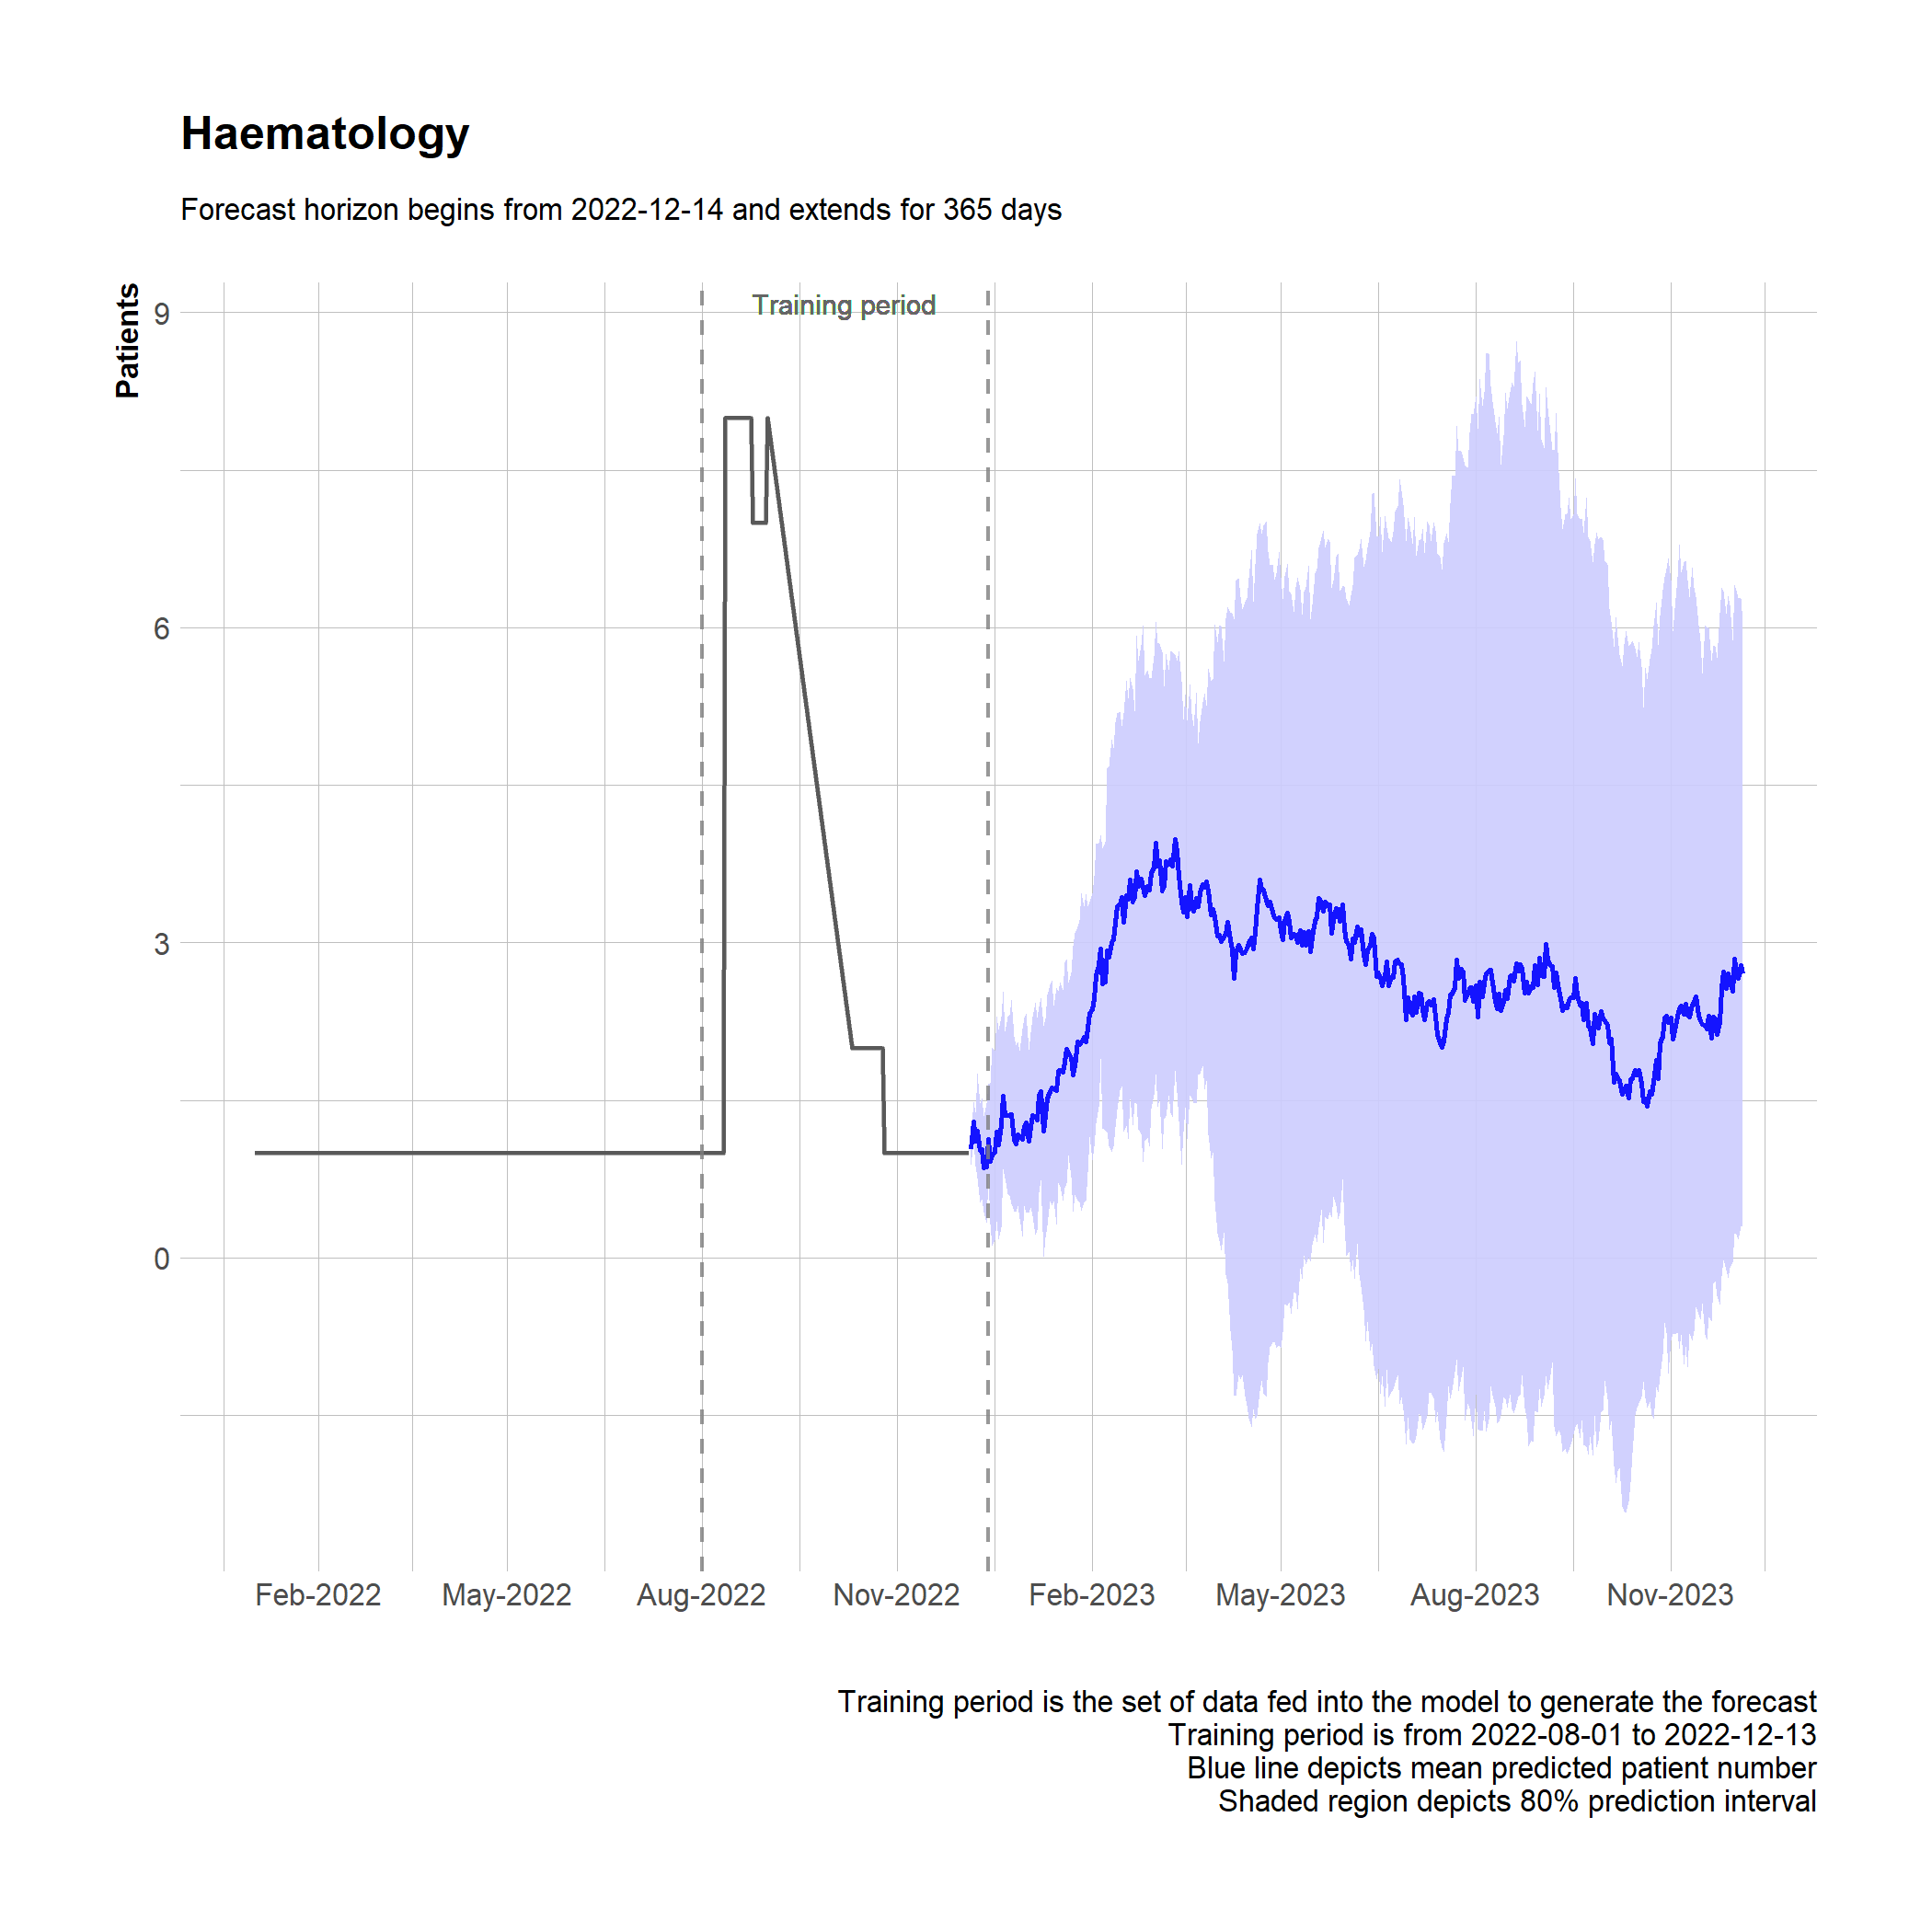 Haematology
Forecast horizon begins from 2022-12-14 and extends for 365 days
Patients
Training period
9
6
3
0
Feb-2022 May-2022 Aug-2022 Nov-2022 Feb-2023 May-2023 Aug-2023 Nov-2023
Training period is the set of data fed into the model to generate the forecast
Training period is from 2022-08-01 to 2022-12-13
Blue line depicts mean predicted patient number
Shaded region depicts 80% prediction interval